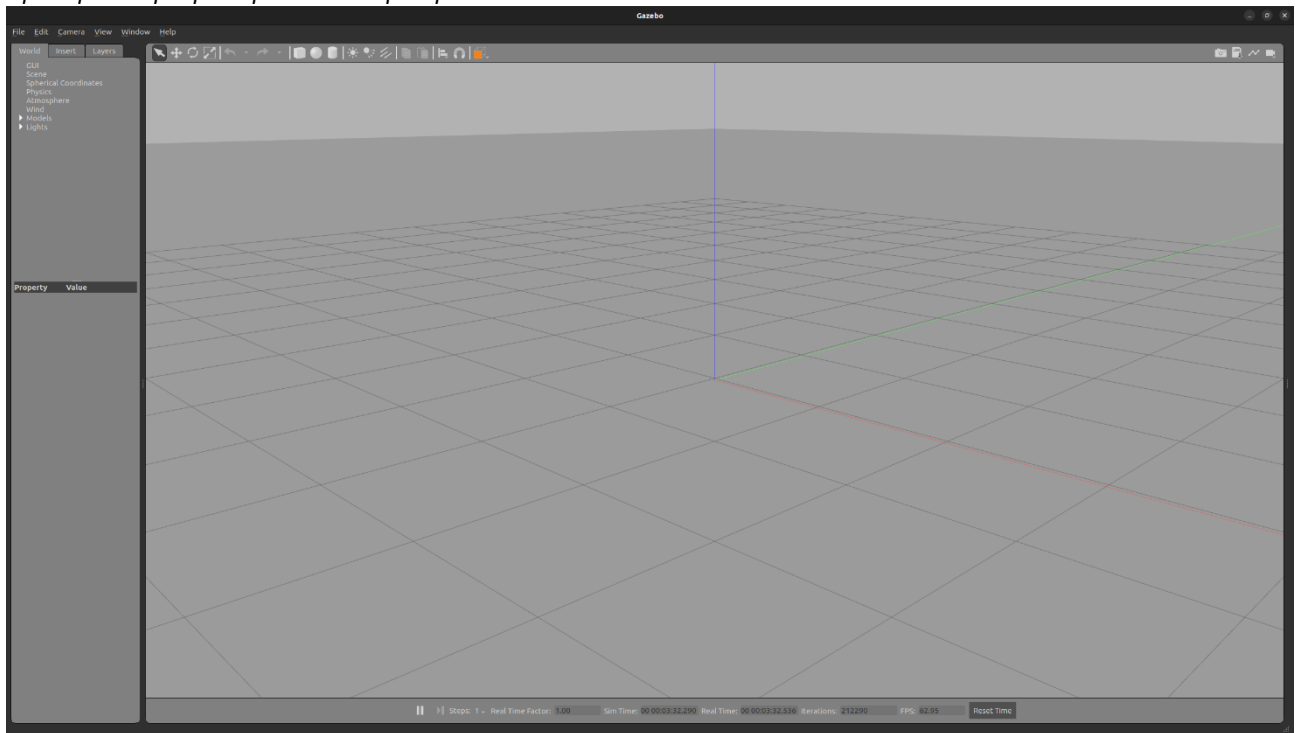 Gazebo
File Edit Camera View Window Help
World Insert Layers
GUI
Scene
Spherical Coordinates
Physics
Atmosphere
Wind
Models
Lights
Property Value
Steps: 1 Real Time Factor: 1.00 Sim Time: 00 00:03:32.290 Real Time: 00 00:03:32.536 Iterations: 212290 FPS: 62.95 Reset Time